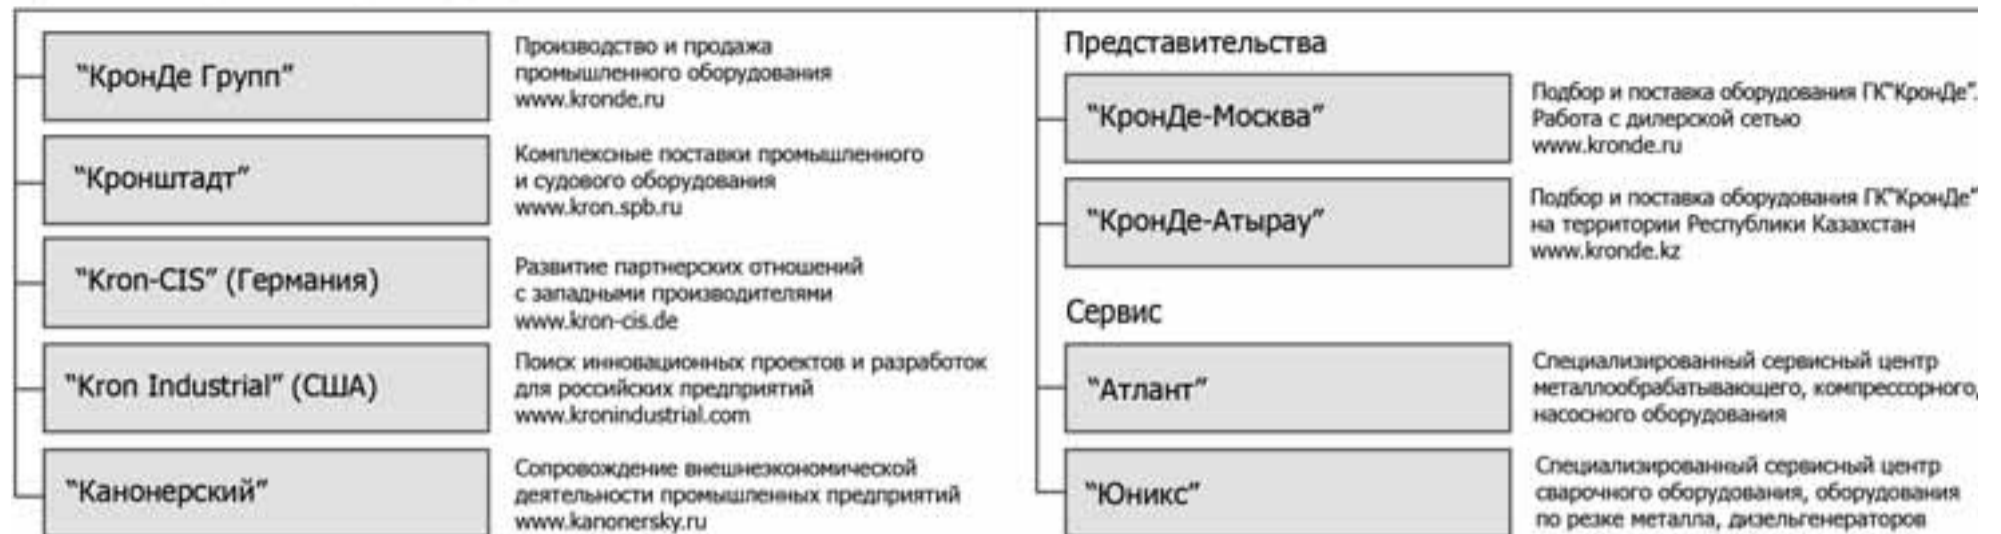 “КронДе Групп”
Производство и продажа
промышленного оборудования
www.kronde.ru
“Кронштадт”
Комплексные поставки промышленного
и судового оборудования
www.kron.spb.ru
“Kron-CIS” (Германия)
Развитие партнерских отношений
с западными производителями
www.kron-cis.de
“Kron Industrial” (США)
Поиск инновационных проектов и разработок
для российских предприятий
www.kronindustrial.com
“Канонерский”
Сопровождение внешнеэкономической
деятельности промышленных предприятий
www.kanonersky.ru
Представительства
“КронДе-Москва”
Подбор и поставка оборудования ГК“КронДе”.
Работа с дилерской сетью
www.kronde.ru
“КронДе-Атырау”
Подбор и поставка оборудования ГК“КронДе”
на территории Республики Казахстан
www.kronde.kz
Сервис
“Атлант”
Специализированный сервисный центр
металлообрабатывающего, компрессорного,
насосного оборудования
“Юникс”
Специализированный сервисный центр
сварочного оборудования, оборудования
по резке металла, дизельгенераторов